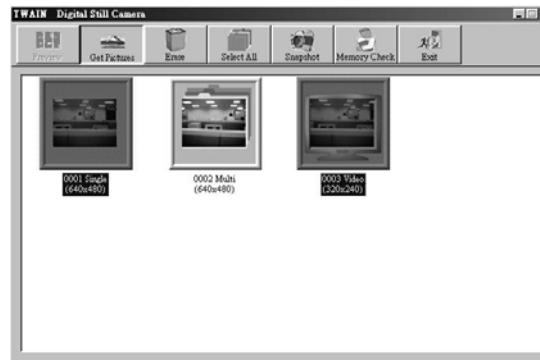 TWAIN Digital Still Camera
Preview Get Pictures Erase Select All Snapshot Memory Check Exit
0001 Single 0002 Multi 0003 Video
(640x480) (640x480) (320x240)